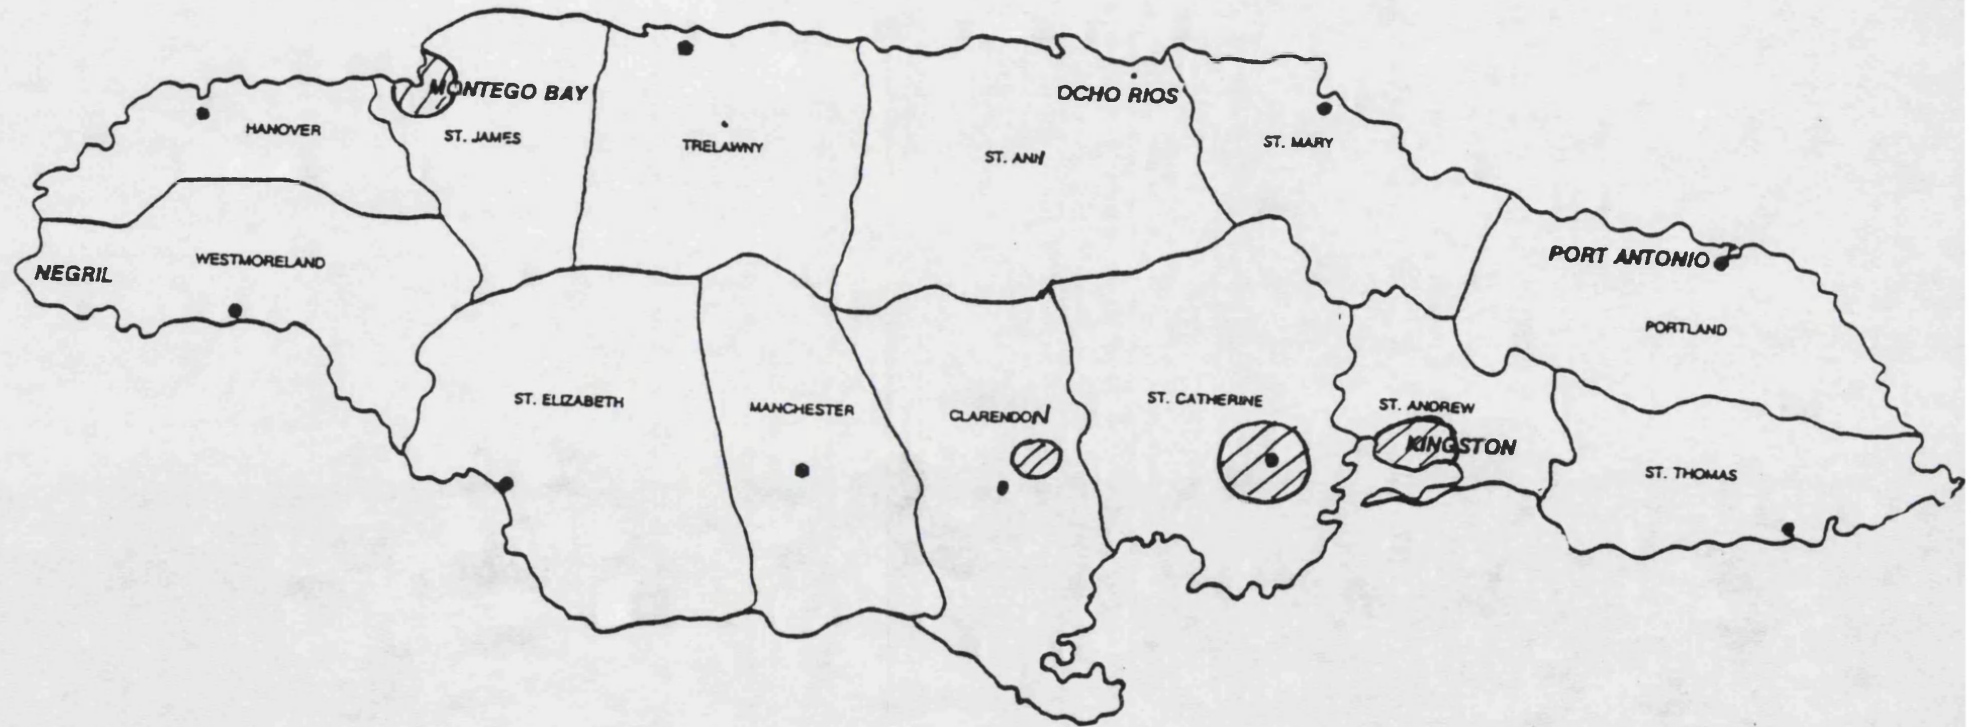 MONTEGO BAY
OCHO RIOS
HANOVER
ST. JAMES
TRELAWNY
ST. ANN
ST. MARY
NEGRIL
WESTMORELAND
PORT ANTONIO
PORTLAND
ST. ELIZABETH
MANCHESTER
CLARENDON
ST. CATHERINE
ST. ANDREW
KINGSTON
ST. THOMAS